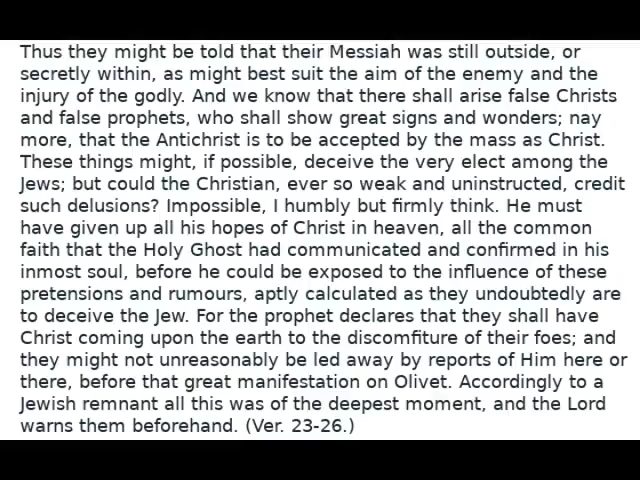 Thus they might be told that their Messiah was still outside, or
secretly within, as might best suit the aim of the enemy and the
injury of the godly. And we know that there shall arise false Christs
and false prophets, who shall show great signs and wonders; nay
more, that the Antichrist is to be accepted by the mass as Christ.
These things might, if possible, deceive the very elect among the
Jews; but could the Christian, ever so weak and uninstructed, credit
such delusions? Impossible, I humbly but firmly think. He must
have given up all his hopes of Christ in heaven, all the common
faith that the Holy Ghost had communicated and confirmed in his
inmost soul, before he could be exposed to the influence of these
pretensions and rumours, aptly calculated as they undoubtedly are
to deceive the Jew. For the prophet declares that they shall have
Christ coming upon the earth to the discomfiture of their foes; and
they might not unreasonably be led away by reports of Him here or
there, before that great manifestation on Olivet. Accordingly to a
Jewish remnant all this was of the deepest moment, and the Lord
warns them beforehand. (Ver. 23-26.)